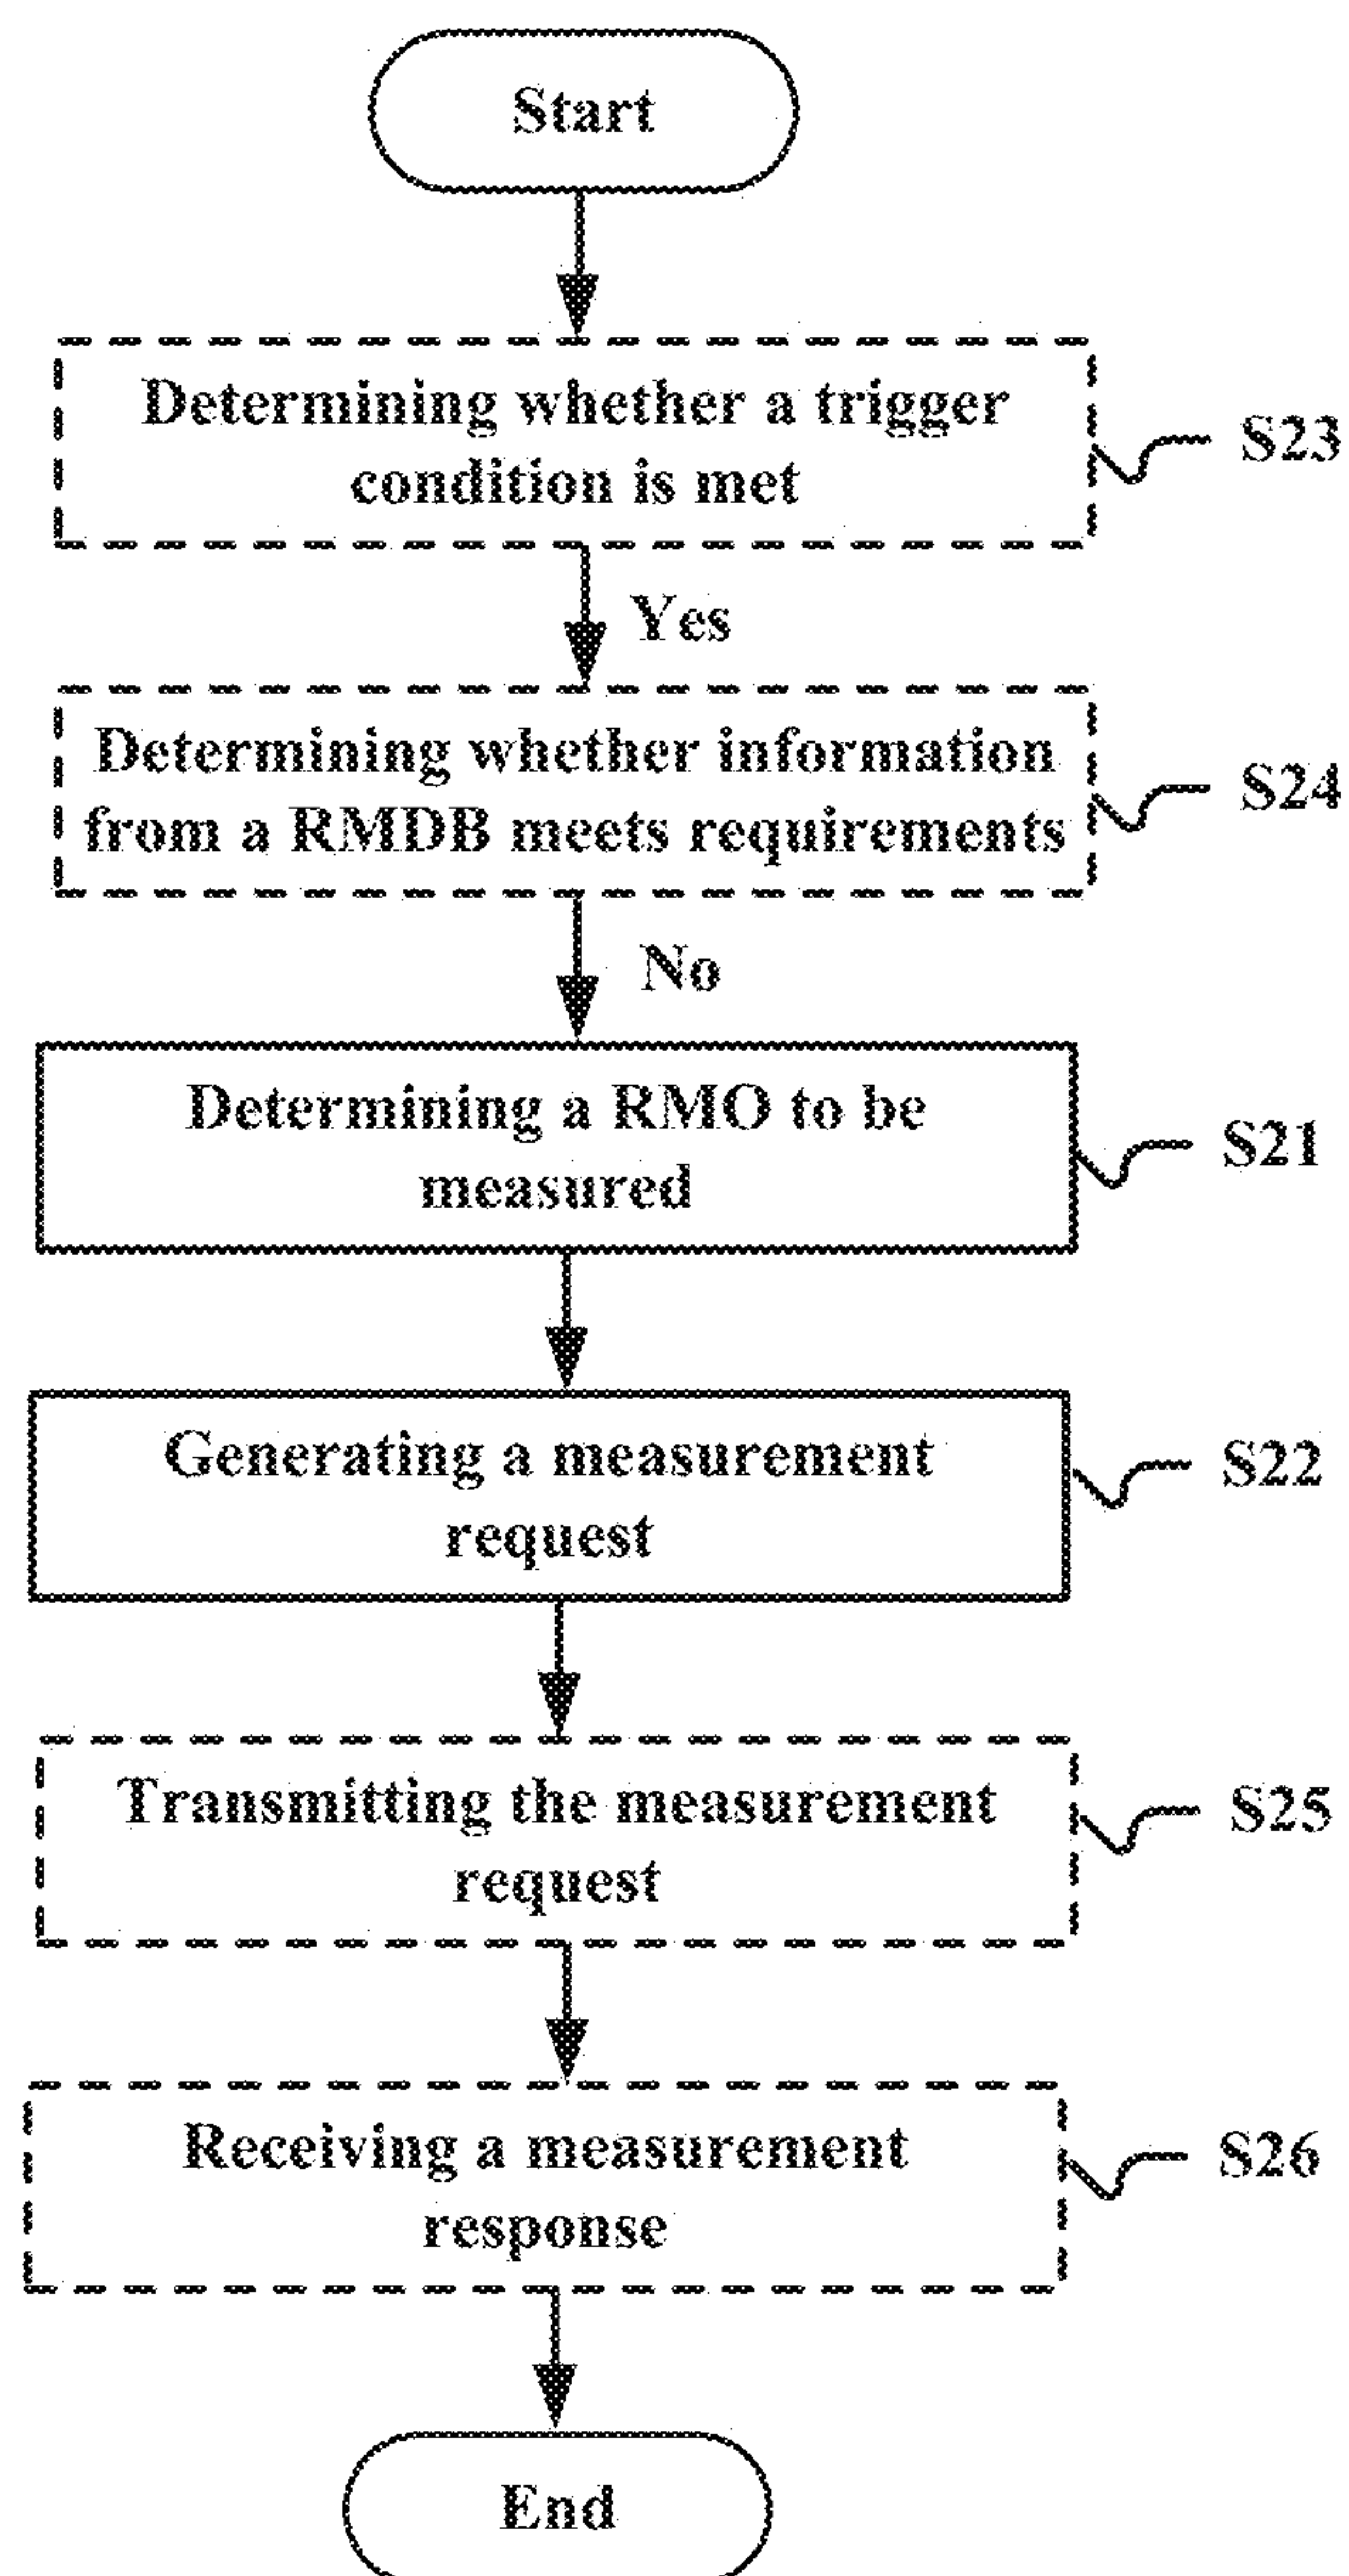 Start
Determining whether a trigger
condition is met
S23
Yes
Determining whether information
from a RMDB meets requirements
S24
No
Determining a RMO to be
measured
S21
Generating a measurement
request
S22
Transmitting the measurement
request
S25
Receiving a measurement
response
S26
End